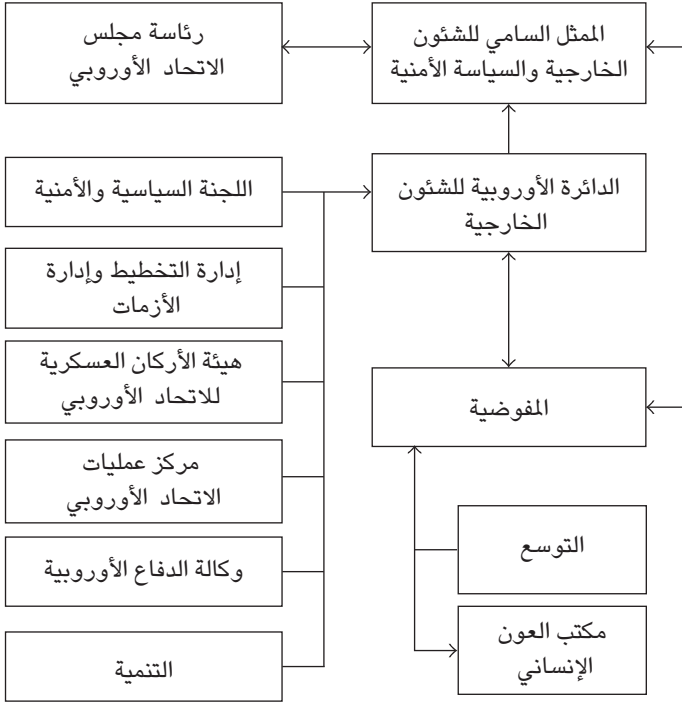 الممثل السامي للشئون
الخارجية والسياسة الأمنية
رئاسة مجلس
الاتحاد الأوروبي
الدائرة الأوروبية للشئون
الخارجية
اللجنة السياسية والأمنية
إدارة التخطيط وإدارة
الأزمات
هيئة الأركان العسكرية
للاتحاد الأوروبي
المفوضية
مركز عمليات
الاتحاد الأوروبي
التوسع
وكالة الدفاع الأوروبية
مكتب العون
الإنساني
التنمية